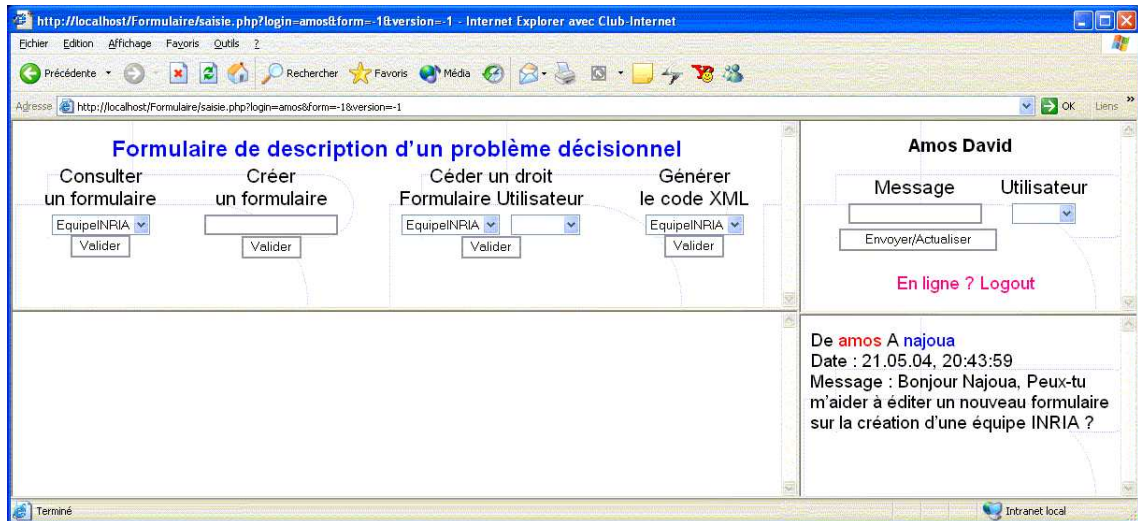 http://localhost/Formulaire/saisie.php?login=amos&form=-1&version=-1 - Internet Explorer avec Club-Internet
Fichier Edition Affichage Favoris Outils ?
Précédente Rechercher Favoris Média
Adresse http://localhost/Formulaire/saisie.php?login=amos&form=-1&version=-1 OK Liens »
Formulaire de description d'un problème décisionnel
Consulter Créer Céder un droit Générer
un formulaire un formulaire Formulaire Utilisateur le code XML
EquipeINRIA EquipeINRIA EquipeINRIA
Valider Valider Valider Valider
Amos David
Message Utilisateur
Envoyer/Actualiser
En ligne ? Logout
De amos A najoua
Date : 21.05.04, 20:43:59
Message : Bonjour Najoua, Peux-tu
m'aider à éditer un nouveau formulaire
sur la création d'une équipe INRIA ?
Terminé Intranet local